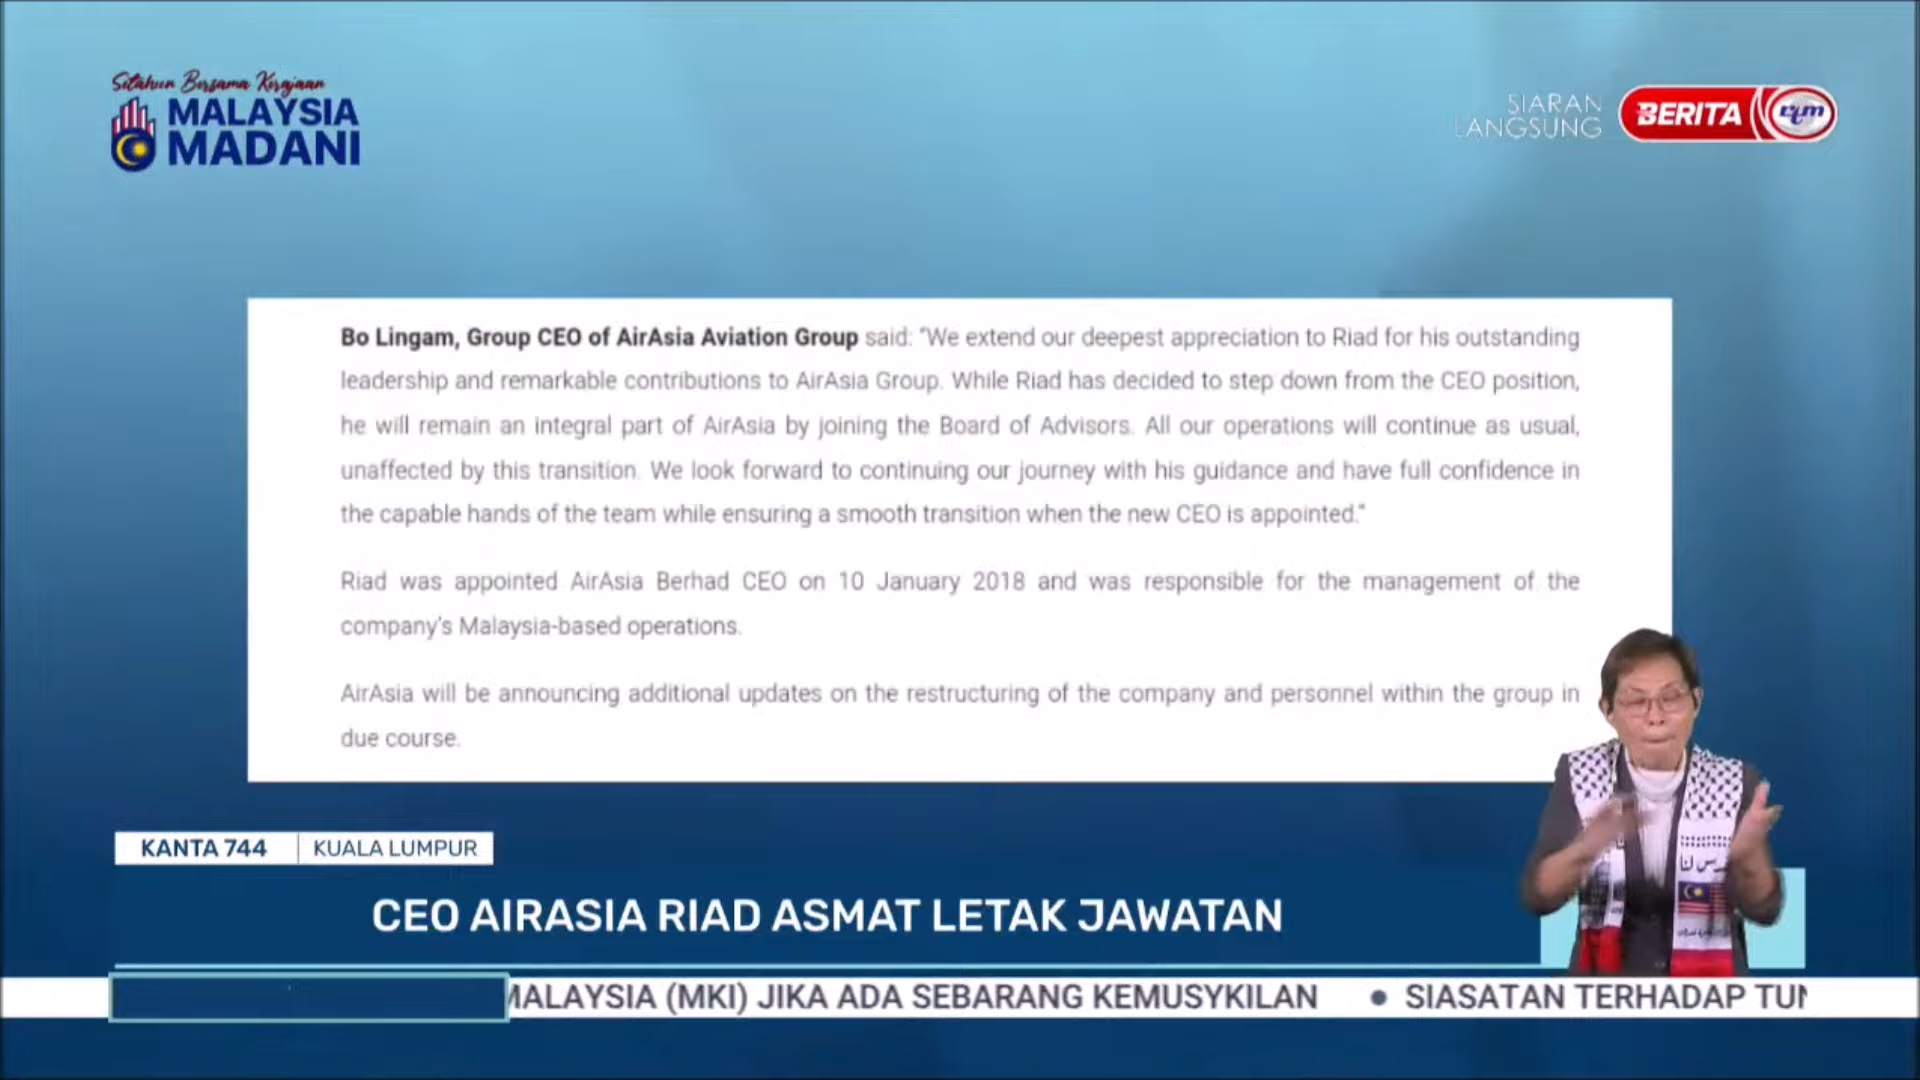 Setahun Bersama Kerajaan
MALAYSIA
MADANI
SIARAN
LANGSUNG
BERITA rtm
Bo Lingam, Group CEO of AirAsia Aviation Group said: “We extend our deepest appreciation to Riad for his outstanding
leadership and remarkable contributions to AirAsia Group. While Riad has decided to step down from the CEO position,
he will remain an integral part of AirAsia by joining the Board of Advisors. All our operations will continue as usual,
unaffected by this transition. We look forward to continuing our journey with his guidance and have full confidence in
the capable hands of the team while ensuring a smooth transition when the new CEO is appointed.”
Riad was appointed AirAsia Berhad CEO on 10 January 2018 and was responsible for the management of the
company's Malaysia-based operations.
AirAsia will be announcing additional updates on the restructuring of the company and personnel within the group in
due course.
KANTA 744 KUALA LUMPUR
CEO AIRASIA RIAD ASMAT LETAK JAWATAN
MALAYSIA (MKI) JIKA ADA SEBARANG KEMUSYKILAN • SIASATAN TERHADAP